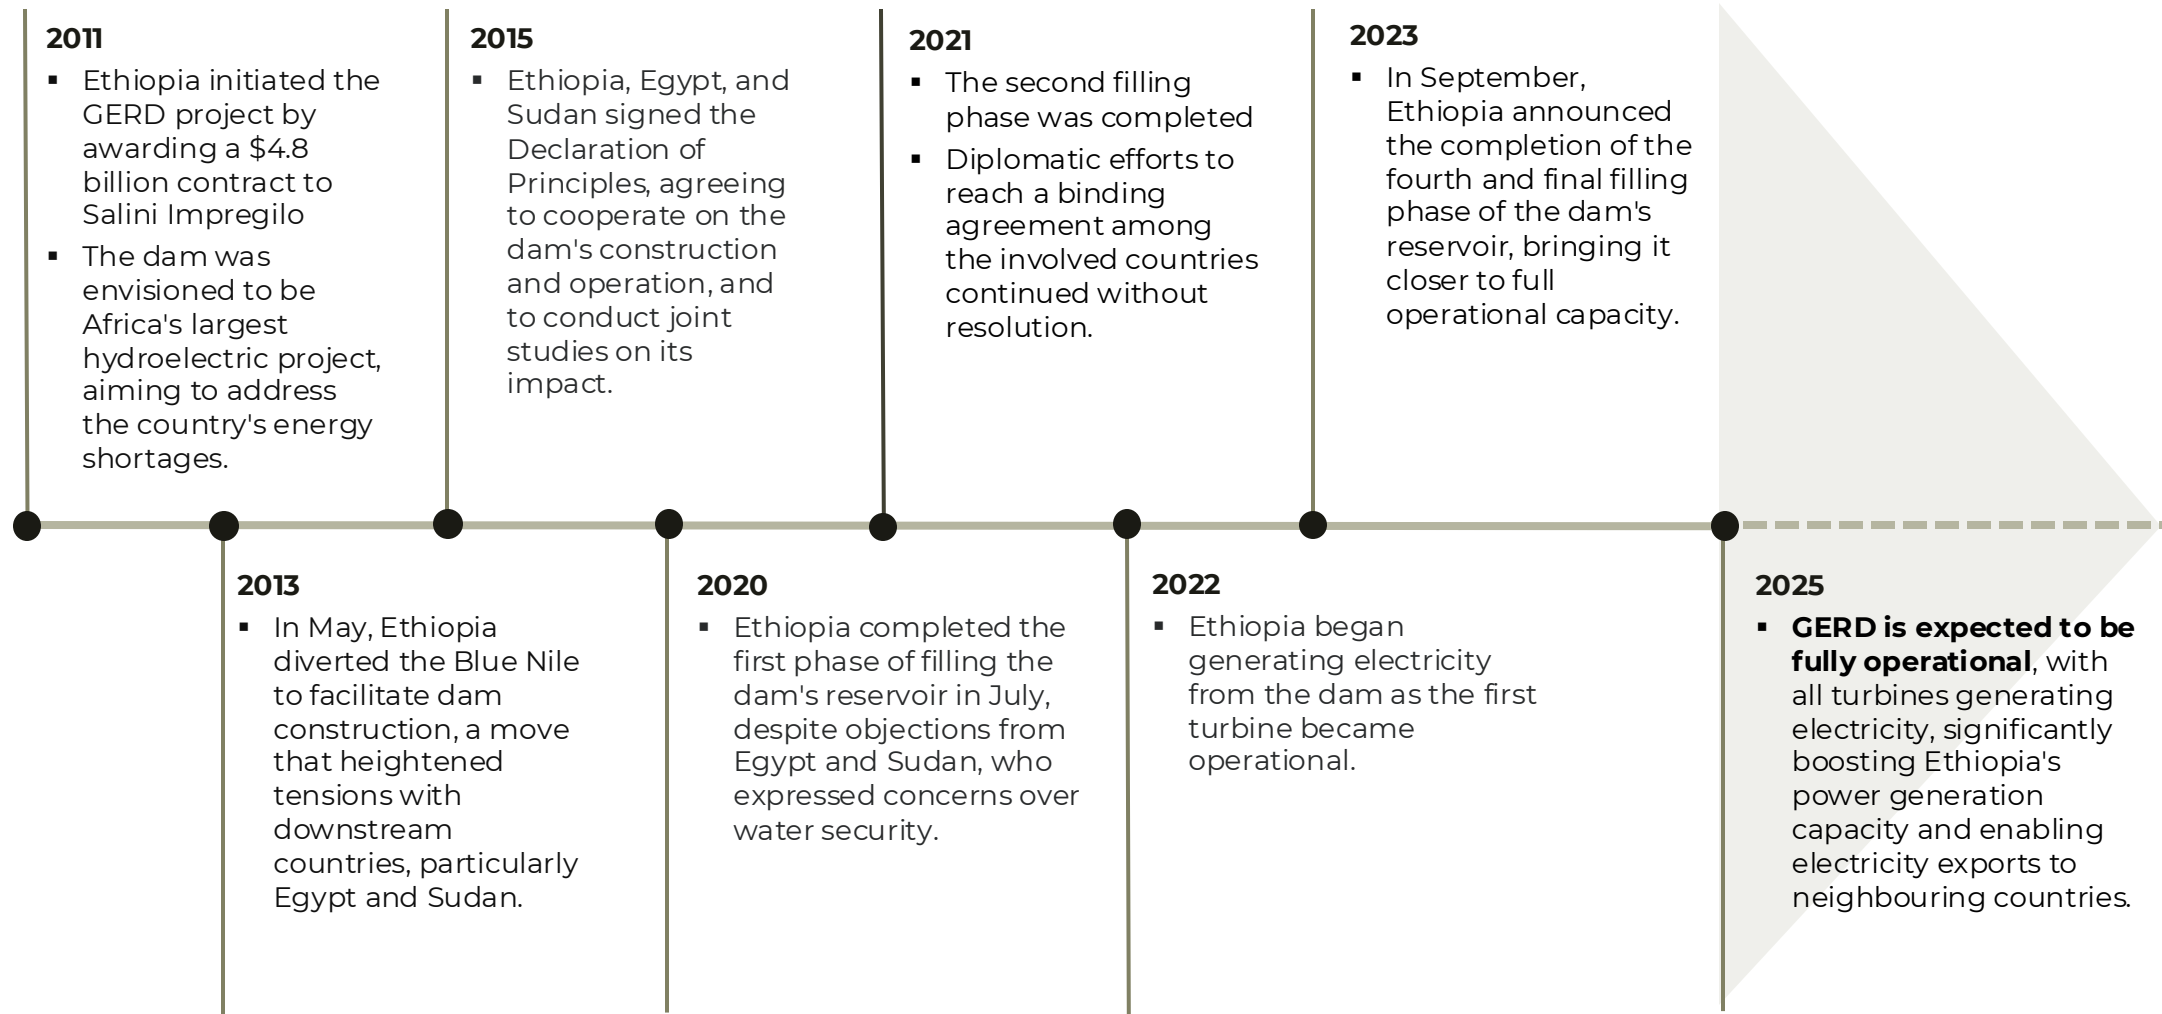 2011
▪ Ethiopia initiated the
GERD project by
awarding a $4.8
billion contract to
Salini Impregilo
▪ The dam was
envisioned to be
Africa's largest
hydroelectric project,
aiming to address
the country's energy
shortages.
2013
▪ In May, Ethiopia
diverted the Blue Nile
to facilitate dam
construction, a move
that heightened
tensions with
downstream
countries, particularly
Egypt and Sudan.
2015
▪ Ethiopia, Egypt, and
Sudan signed the
Declaration of
Principles, agreeing
to cooperate on the
dam's construction
and operation, and
to conduct joint
studies on its
impact.
2020
▪ Ethiopia completed the
first phase of filling the
dam's reservoir in July,
despite objections from
Egypt and Sudan, who
expressed concerns over
water security.
2021
▪ The second filling
phase was completed
▪ Diplomatic efforts to
reach a binding
agreement among
the involved countries
continued without
resolution.
2022
▪ Ethiopia began
generating electricity
from the dam as the first
turbine became
operational.
2023
▪ In September,
Ethiopia announced
the completion of the
fourth and final filling
phase of the dam's
reservoir, bringing it
closer to full
operational capacity.
2025
▪ GERD is expected to be
fully operational, with
all turbines generating
electricity, significantly
boosting Ethiopia's
power generation
capacity and enabling
electricity exports to
neighbouring countries.